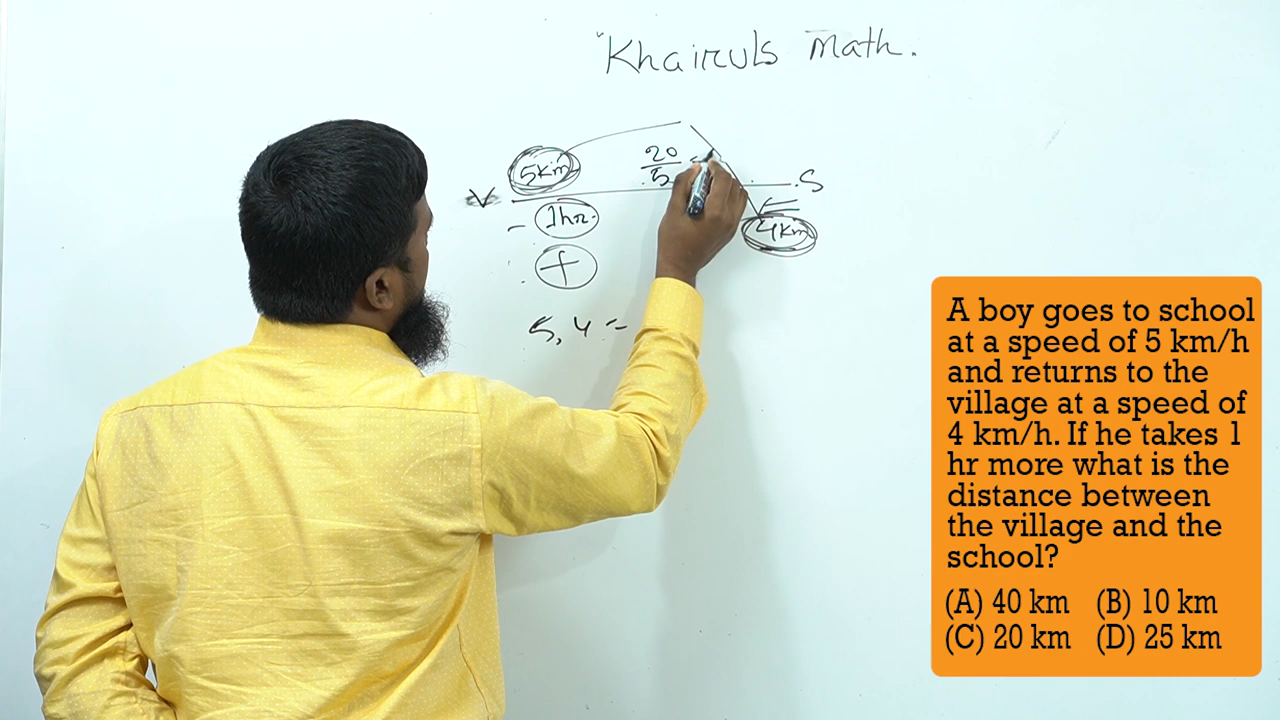 Khairuls math.
20
5km
5
V
S
1hr.
4km
+
5, 4 =
A boy goes to school
at a speed of 5 km/h
and returns to the
village at a speed of
4 km/h. If he takes 1
hr more what is the
distance between
the village and the
school?
(A) 40 km (B) 10 km
(C) 20 km (D) 25 km